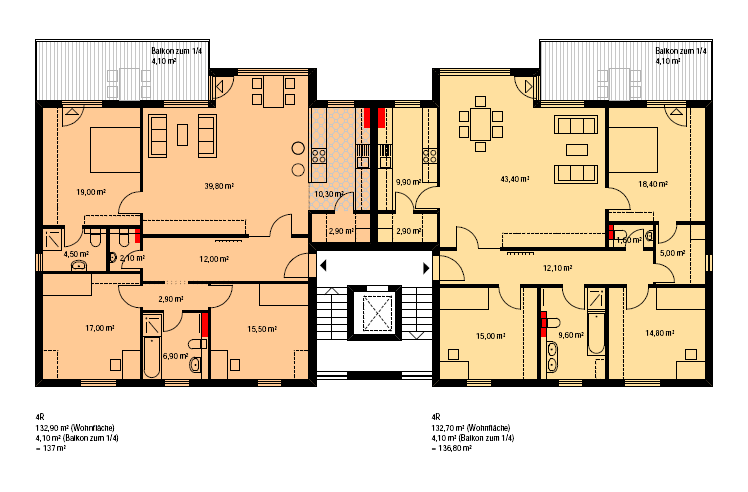 Balkon zum 1/4
4,10 m²
Balkon zum 1/4
4,10 m²
19,00 m²
39,80 m²
10,30 m²
9,90 m²
43,40 m²
18,40 m²
2,90 m²
2,90 m²
4,50 m²
2,10 m²
12,00 m²
1,60 m²
5,00 m²
12,10 m²
2,90 m²
17,00 m²
15,50 m²
6,90 m²
15,00 m²
9,60 m²
14,80 m²
4R
132,90 m² (Wohnfläche)
4,10 m² (Balkon zum 1/4)
= 137 m²
4R
132,70 m² (Wohnfläche)
4,10 m² (Balkon zum 1/4)
= 136,80 m²